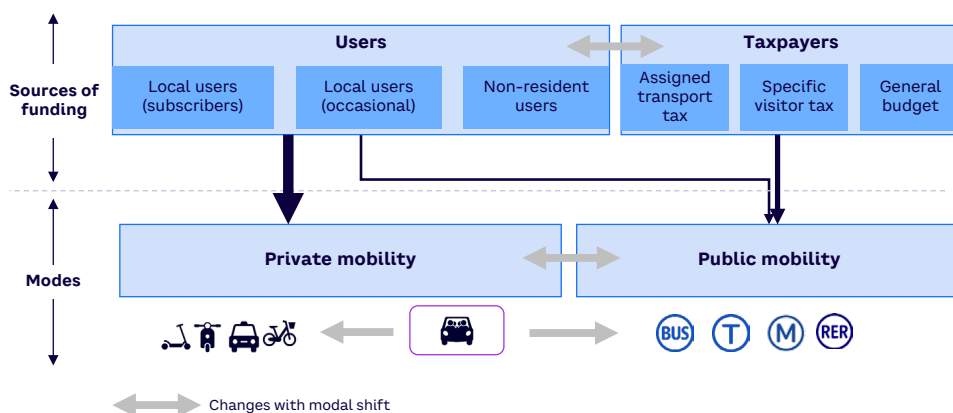 Users
Taxpayers
Sources of
funding
Local users
(subscribers)
Local users
(occasional)
Non-resident
users
Assigned
transport
tax
Specific
visitor tax
General
budget
Modes
Private mobility
Public mobility
BUS
T
M
RER
Changes with modal shift